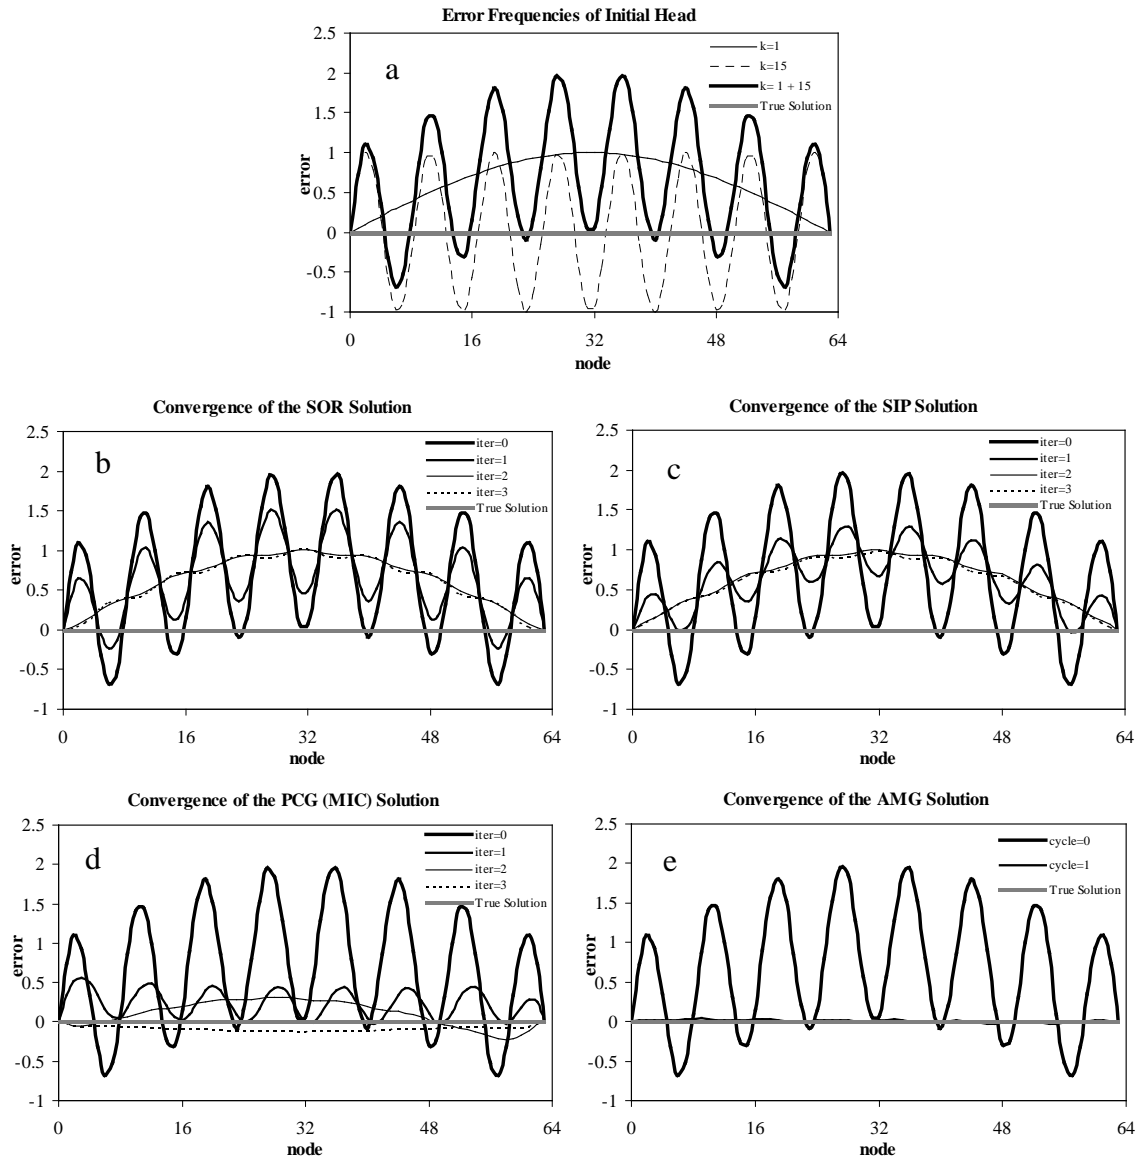 Error Frequencies of Initial Head
a
2.5
2
1.5
1
0.5
0
-0.5
-1
error
k=1
k=15
k= 1 + 15
True Solution
0 16 32 48 64
node
Convergence of the SOR Solution
b
2.5
2
1.5
1
0.5
0
-0.5
-1
error
iter=0
iter=1
iter=2
iter=3
True Solution
0 16 32 48 64
node
Convergence of the SIP Solution
c
2.5
2
1.5
1
0.5
0
-0.5
-1
error
iter=0
iter=1
iter=2
iter=3
True Solution
0 16 32 48 64
node
Convergence of the PCG (MIC) Solution
d
2.5
2
1.5
1
0.5
0
-0.5
-1
error
iter=0
iter=1
iter=2
iter=3
True Solution
0 16 32 48 64
node
Convergence of the AMG Solution
e
2.5
2
1.5
1
0.5
0
-0.5
-1
error
cycle=0
cycle=1
True Solution
0 16 32 48 64
node